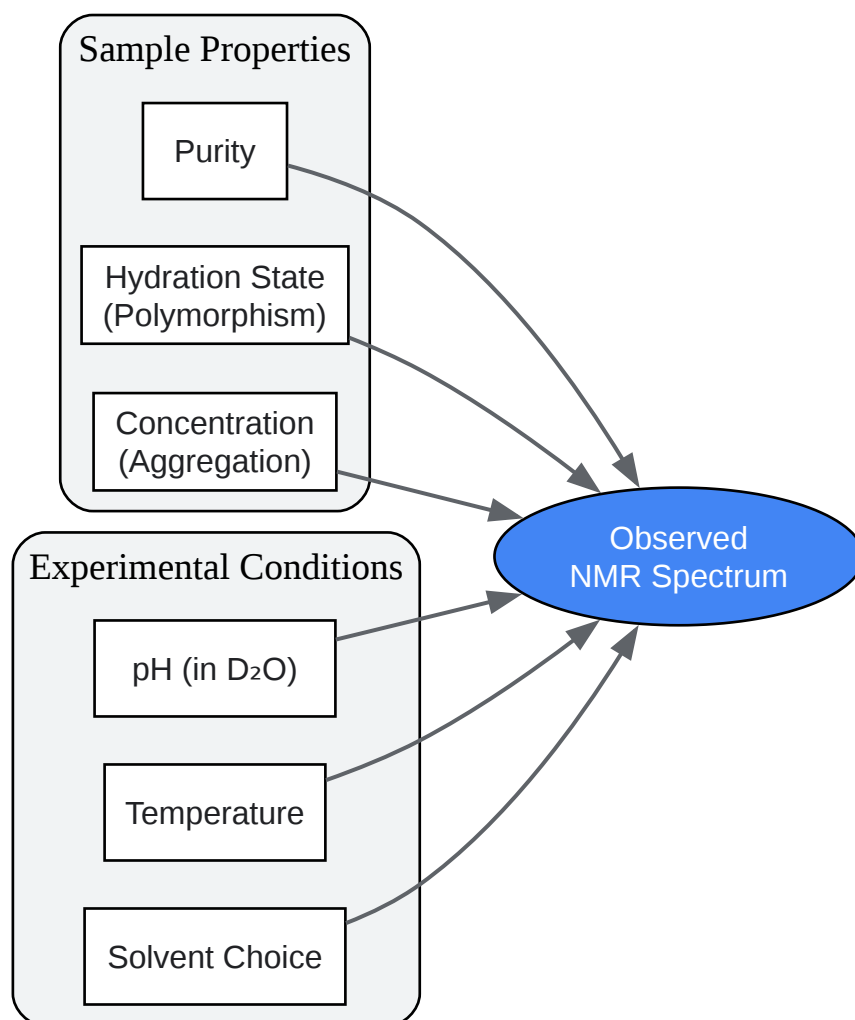 Sample Properties
Purity
Hydration State
(Polymorphism)
Concentration
(Aggregation)
Observed
NMR Spectrum
Experimental Conditions
pH (in D₂O)
Temperature
Solvent Choice